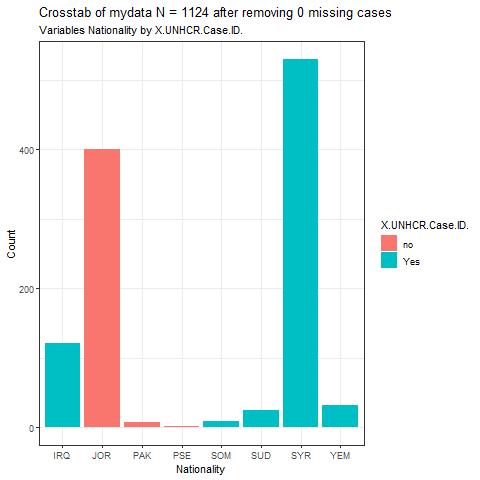 Crosstab of mydata N = 1124 after removing 0 missing cases
Variables Nationality by X.UNHCR.Case.ID.
400
200
0
Count
IRQ JOR PAK PSE SOM SUD SYR YEM
Nationality
X.UNHCR.Case.ID.
no
Yes